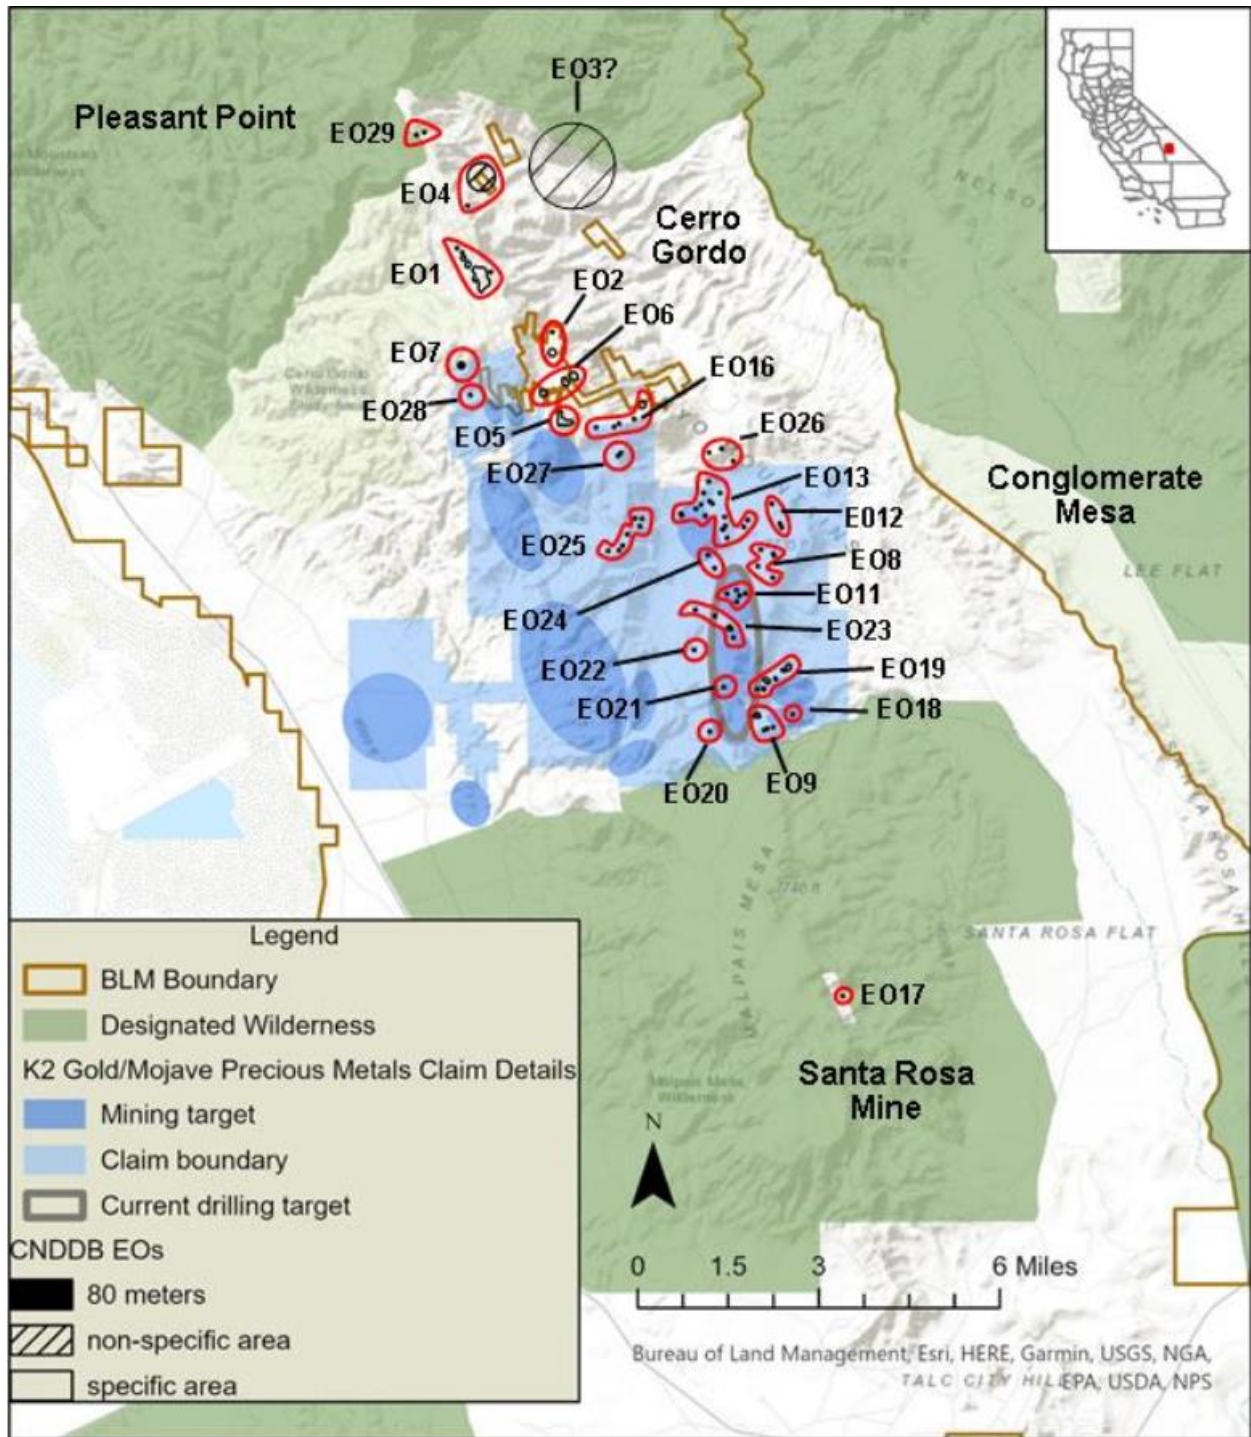 EO3?
Pleasant Point
EO29
EO4
Cerro
Gordo
EO1
EO2
EO6
EO7
EO16
EO28
EO5
EO26
EO27
EO13
Conglomerate
Mesa
E012
EO25
EO8
LEE FLAT
EO11
EO24
EO23
EO22
EO19
EO21
EO18
EO20
EO9
SANTA ROSA FLAT
EO17
Santa Rosa
Mine
N
0 1.5 3 6 Miles
Bureau of Land Management, Esri, HERE, Garmin, USGS, NGA,
TALC CITY HILL EPA, USDA, NPS
Legend
BLM Boundary
Designated Wilderness
K2 Gold/Mojave Precious Metals Claim Details
Mining target
Claim boundary
Current drilling target
CNDDB EOs
80 meters
non-specific area
specific area